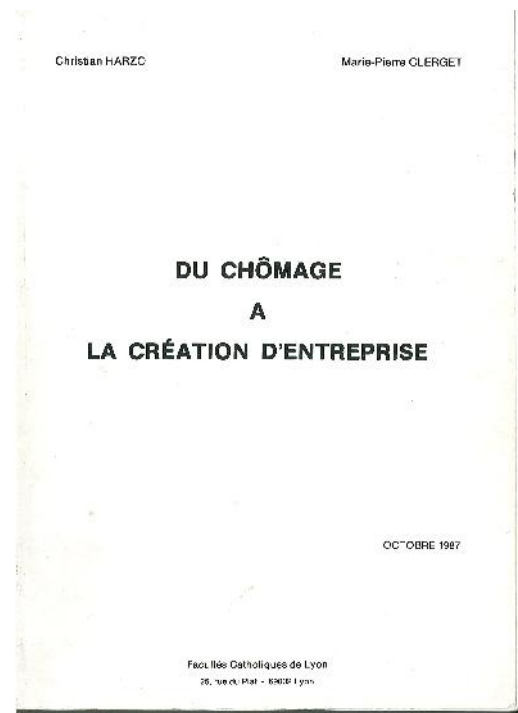 Christian HARZO
Marie-Pierre CLERGET
DU CHÔMAGE
A
LA CRÉATION D'ENTREPRISE
OCTOBRE 1987
Facultés Catholiques de Lyon
25, rue du Plat - 69002 Lyon